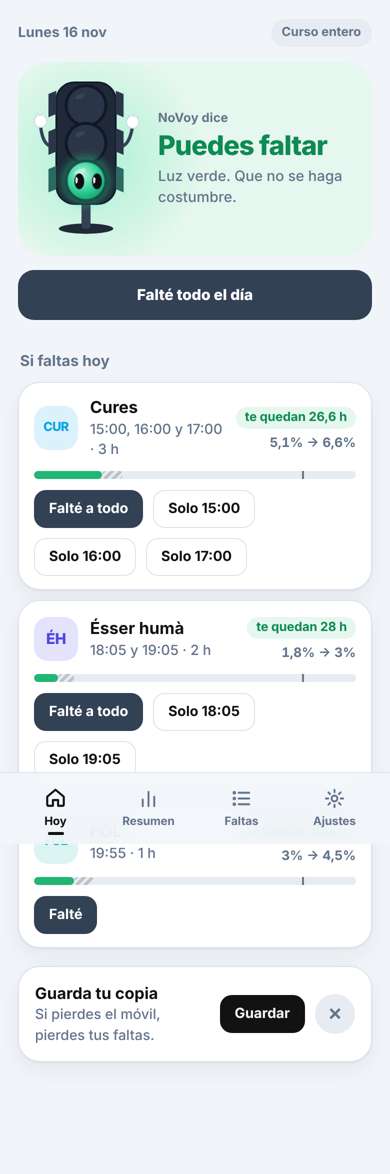 Lunes 16 nov
Curso entero
NoVoy dice
Puedes faltar
Luz verde. Que no se haga
costumbre.
Falté todo el día
Si faltas hoy
CUR
Cures
15:00, 16:00 y 17:00
· 3 h
te quedan 26,6 h
5,1% → 6,6%
Falté a todo
Solo 15:00
Solo 16:00
Solo 17:00
ÉH
Ésser humà
18:05 y 19:05 · 2 h
te quedan 28 h
1,8% → 3%
Falté a todo
Solo 18:05
Solo 19:05
Hoy
Resumen
Faltas
Ajustes
19:55 · 1 h
3% → 4,5%
Falté
Guarda tu copia
Si pierdes el móvil,
pierdes tus faltas.
Guardar